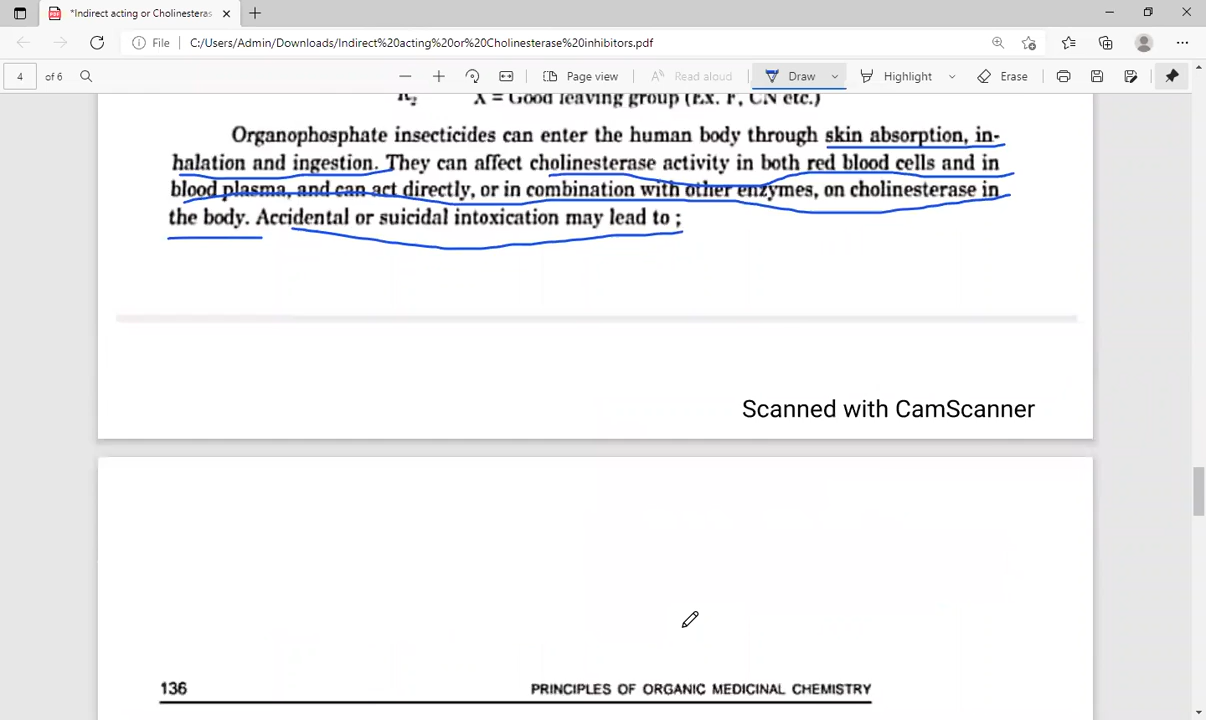 *Indirect acting or Cholinesteras
File C:/Users/Admin/Downloads/Indirect%20acting%20or%20Cholinesterase%20inhibitors.pdf
4 of 6 Page view Read aloud Draw Highlight Erase
R₂ X = Good leaving group (Ex. F, CN etc.)
Organophosphate insecticides can enter the human body through skin absorption, in-
halation and ingestion. They can affect cholinesterase activity in both red blood cells and in
blood plasma, and can act directly, or in combination with other enzymes, on cholinesterase in
the body. Accidental or suicidal intoxication may lead to ;
Scanned with CamScanner
136 PRINCIPLES OF ORGANIC MEDICINAL CHEMISTRY